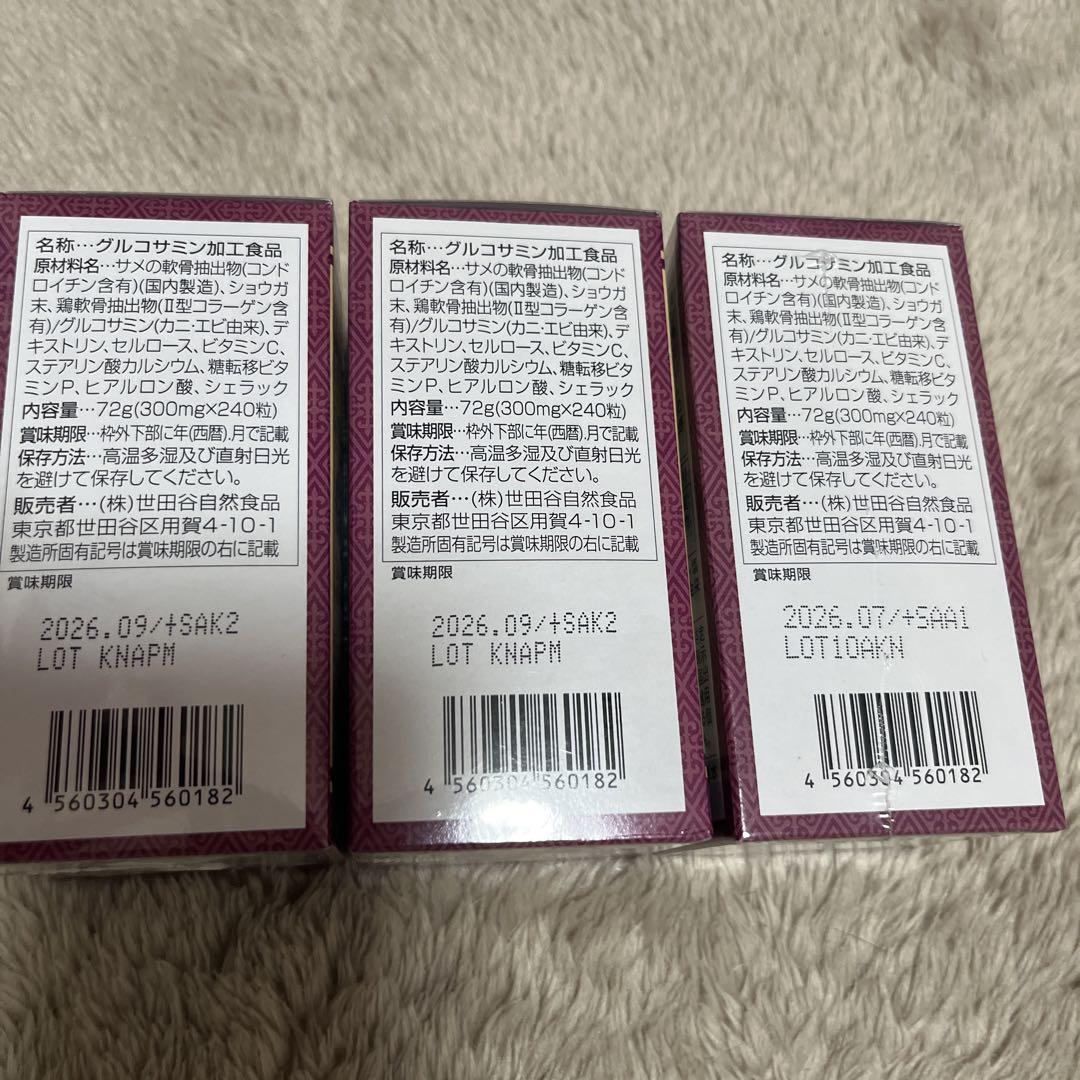 名称…グルコサミン加工食品
原材料名…サメの軟骨抽出物(コンド
ロイチン含有)(国内製造)、ショウガ
末、鶏軟骨抽出物(Ⅱ型コラーゲン含
有)/グルコサミン(カニ・エビ由来)、デ
キストリン、セルロース、ビタミンC、
ステアリン酸カルシウム、糖転移ビタ
ミンP、ヒアルロン酸、シェラック
内容量…72g(300mg×240粒)
賞味期限…枠外下部に年(西暦).月で記載
保存方法…高温多湿及び直射日光
を避けて保存してください。
販売者…(株)世田谷自然食品
東京都世田谷区用賀4-10-1
製造所固有記号は賞味期限の右に記載
賞味期限
2026.09/+SAK2
LOT KNAPM
4 560304 560182
名称…グルコサミン加工食品
原材料名…サメの軟骨抽出物(コンド
ロイチン含有)(国内製造)、ショウガ
末、鶏軟骨抽出物(Ⅱ型コラーゲン含
有)/グルコサミン(カニ・エビ由来)、デ
キストリン、セルロース、ビタミンC、
ステアリン酸カルシウム、糖転移ビタ
ミンP、ヒアルロン酸、シェラック
内容量…72g(300mg×240粒)
賞味期限…枠外下部に年(西暦).月で記載
保存方法…高温多湿及び直射日光
を避けて保存してください。
販売者…(株)世田谷自然食品
東京都世田谷区用賀4-10-1
製造所固有記号は賞味期限の右に記載
賞味期限
2026.09/+SAK2
LOT KNAPM
4 560304 560182
名称…グルコサミン加工食品
原材料名…サメの軟骨抽出物(コンド
ロイチン含有)(国内製造)、ショウガ
末、鶏軟骨抽出物(Ⅱ型コラーゲン含
有)/グルコサミン(カニ・エビ由来)、デ
キストリン、セルロース、ビタミンC、
ステアリン酸カルシウム、糖転移ビタ
ミンP、ヒアルロン酸、シェラック
内容量…72g(300mg×240粒)
賞味期限…枠外下部に年(西暦).月で記載
保存方法…高温多湿及び直射日光
を避けて保存してください。
販売者…(株)世田谷自然食品
東京都世田谷区用賀4-10-1
製造所固有記号は賞味期限の右に記載
賞味期限
2026.07/+SAA1
LOT10AKN
4 560304 560182